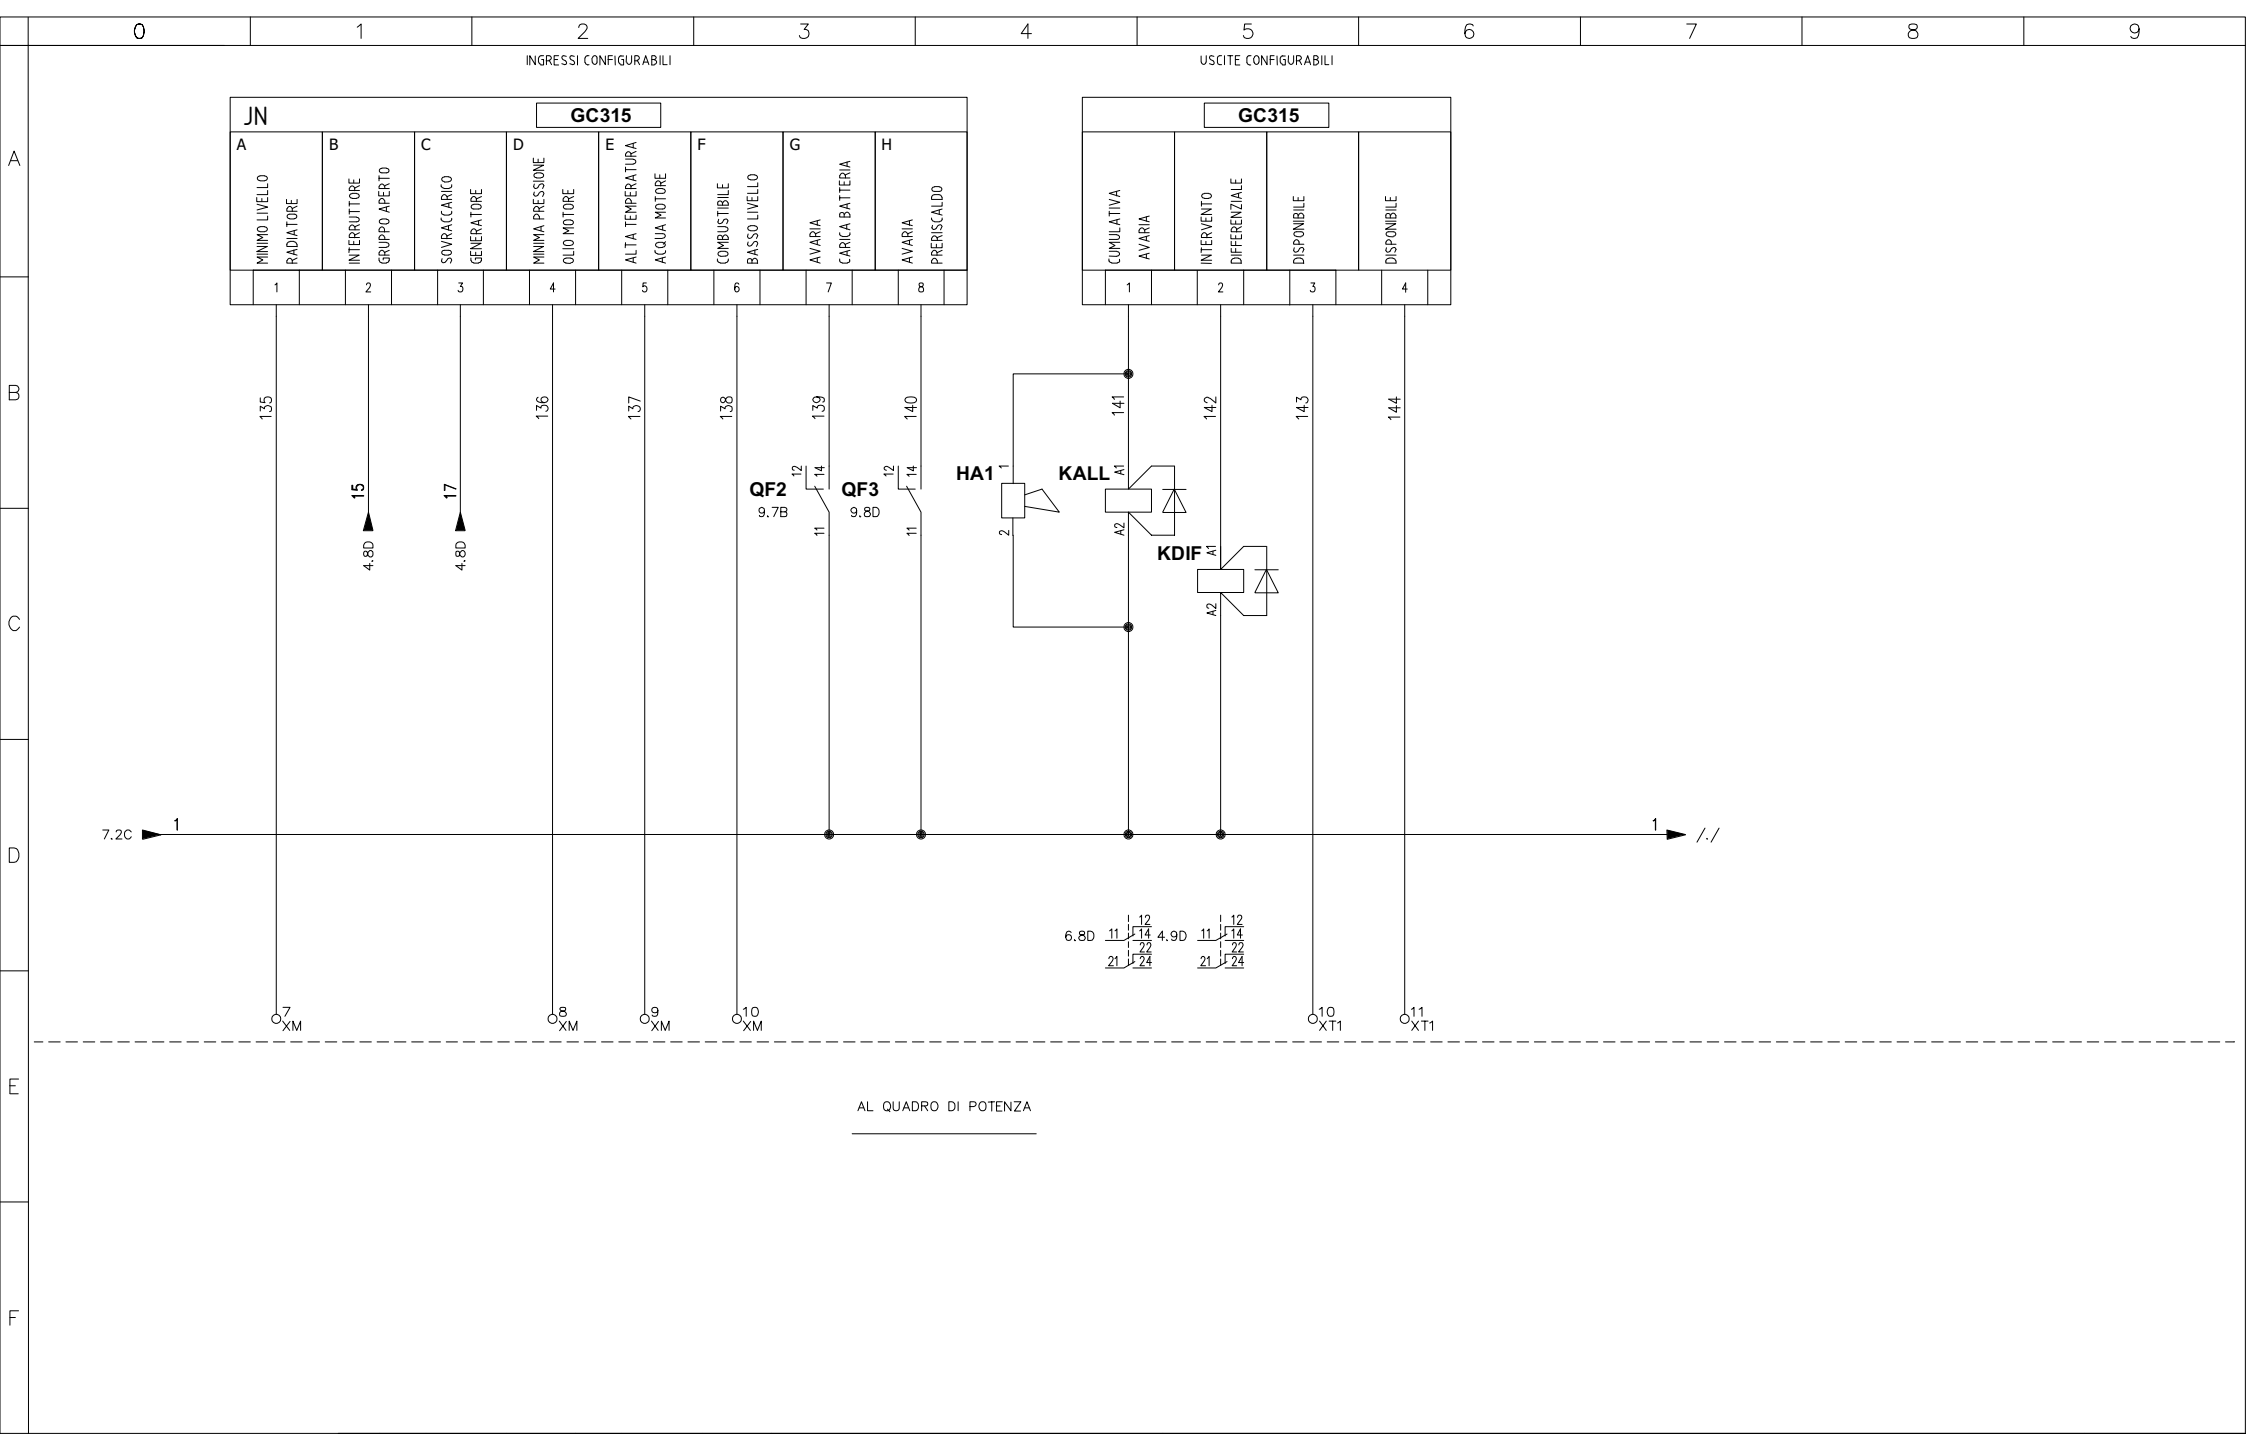 0 1 2 3 4 5 6 7 8 9
INGRESSI CONFIGURABILI
USCITE CONFIGURABILI
JN
GC315
A
MINIMO LIVELLO
RADIATORE
B
INTERRUTTORE
GRUPPO APERTO
C
SOVRACCARICO
GENERATORE
D
MINIMA PRESSIONE
OLIO MOTORE
E
ALTA TEMPERATURA
ACQUA MOTORE
F
COMBUSTIBILE
BASSO LIVELLO
G
AVARIA
CARICA BATTERIA
H
AVARIA
PRERISCALDO
1 2 3 4 5 6 7 8
GC315
CUMULATIVA
AVARIA
INTERVENTO
DIFFERENZIALE
DISPONIBILE
DISPONIBILE
1 2 3 4
A
B
C
D
E
F
135
136
137
138
139
140
141
142
143
144
15
4.8D
17
4.8D
QF2
9.7B
12
14
11
QF3
9.8D
12
14
11
HA1
1
2
KALL
A1
A2
KDIF
A1
A2
7.2C
1
1
/./
6.8D
11
12
14
21
22
24
4.9D
11
12
14
21
22
24
7
XM
8
XM
9
XM
10
XM
10
XT1
11
XT1
AL QUADRO DI POTENZA